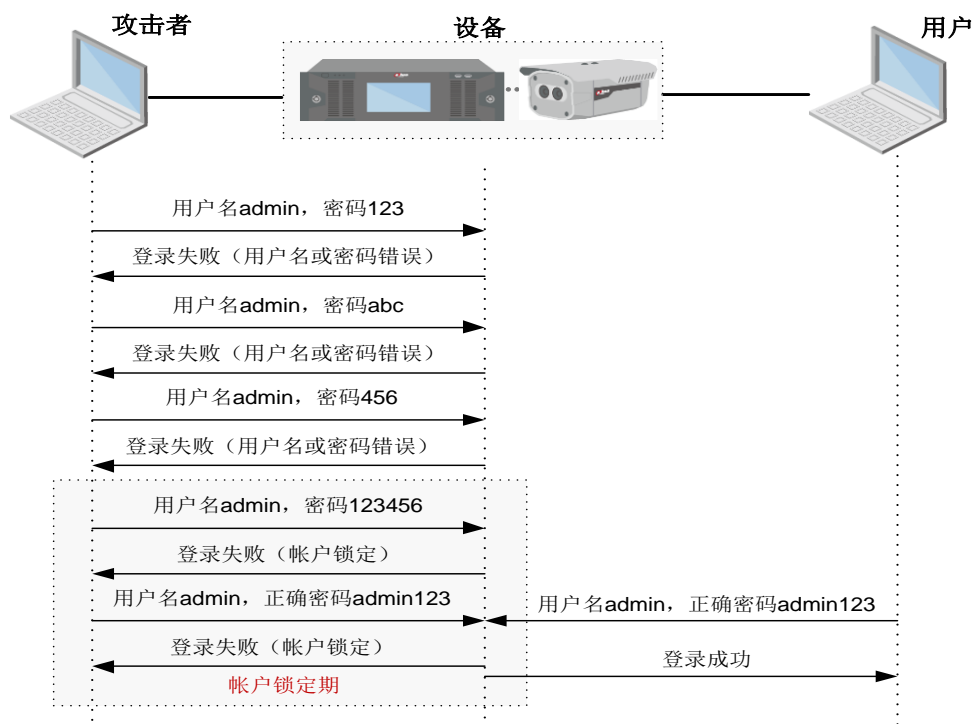 攻击者
设备
用户
用户名admin，密码123
登录失败（用户名或密码错误）
用户名admin，密码abc
登录失败（用户名或密码错误）
用户名admin，密码456
登录失败（用户名或密码错误）
用户名admin，密码123456
登录失败（帐户锁定）
用户名admin，正确密码admin123
用户名admin，正确密码admin123
登录失败（帐户锁定）
登录成功
帐户锁定期